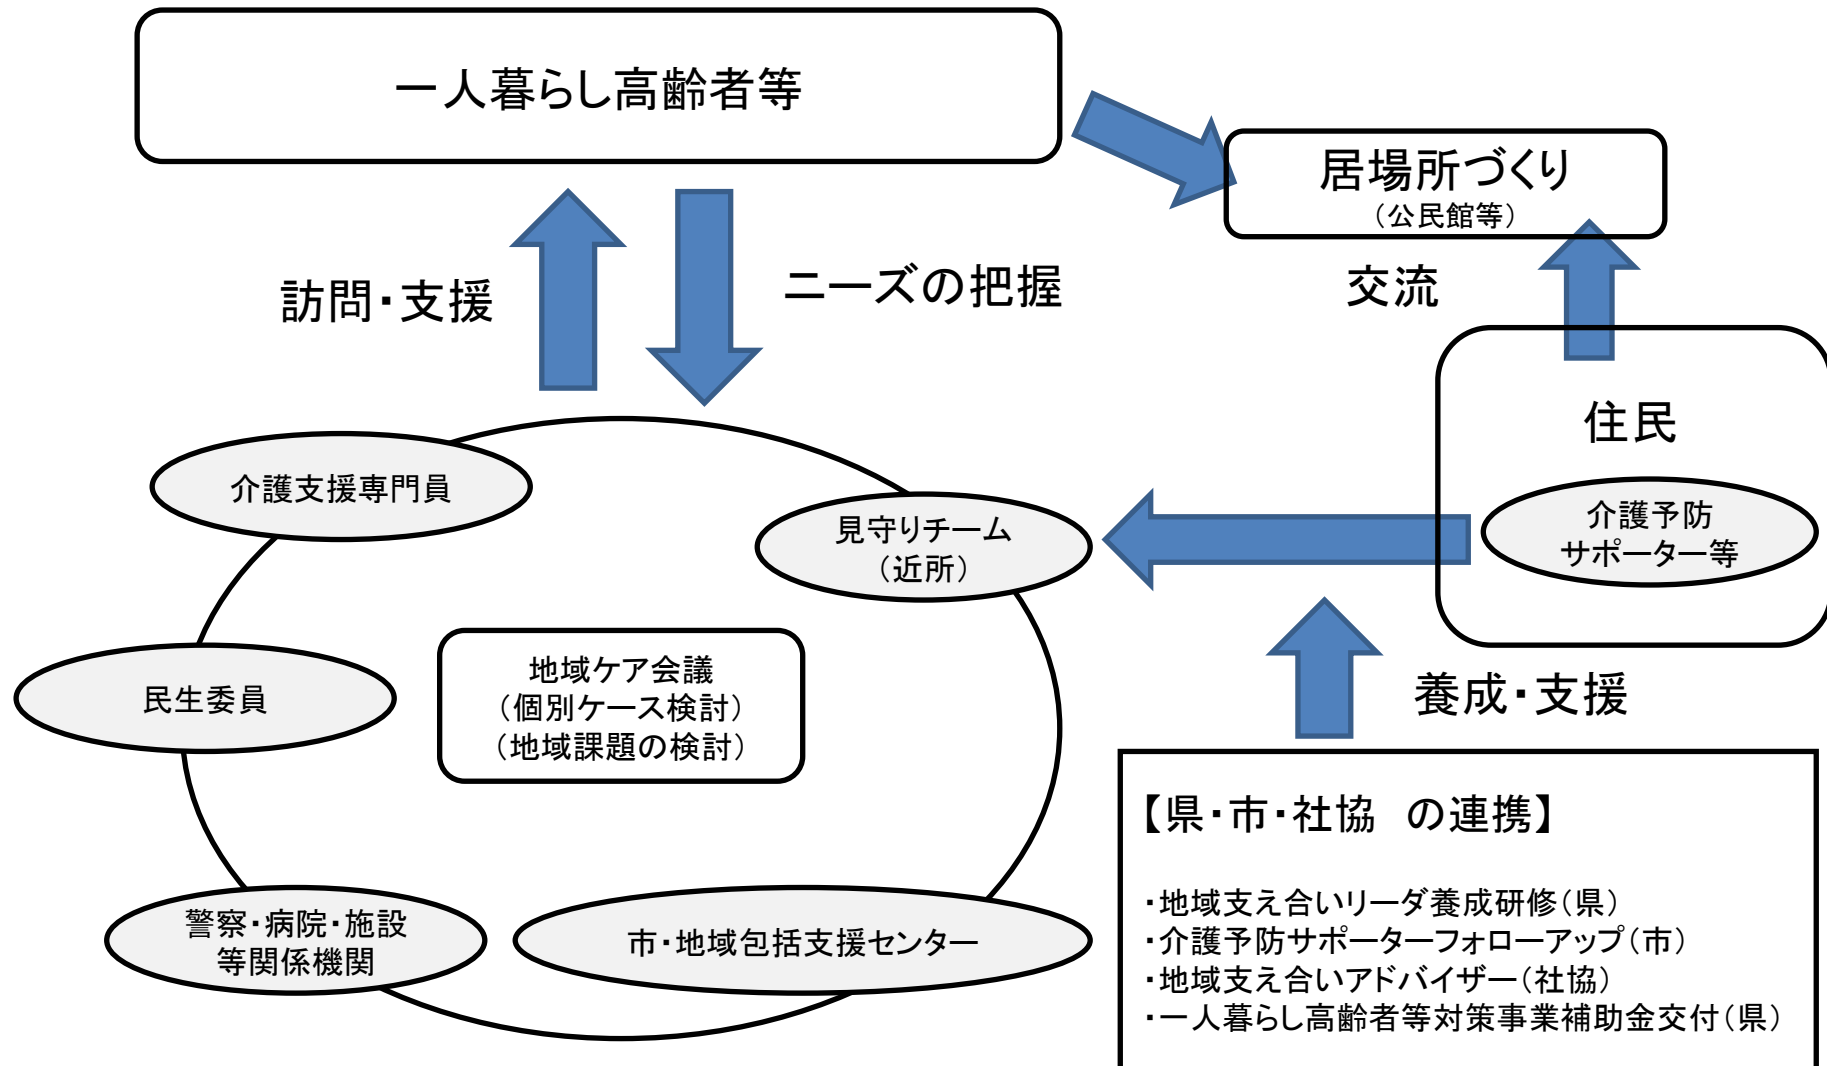 一人暮らし高齢者等
居場所づくり
（公民館等）
訪問・支援
ニーズの把握
交流
住民
介護予防
サポーター等
介護支援専門員
見守りチーム
（近所）
民生委員
地域ケア会議
（個別ケース検討）
（地域課題の検討）
養成・支援
警察・病院・施設
等関係機関
市・地域包括支援センター
【県・市・社協　の連携】
・地域支え合いリーダ養成研修（県）
・介護予防サポーターフォローアップ（市）
・地域支え合いアドバイザー（社協）
・一人暮らし高齢者等対策事業補助金交付（県）